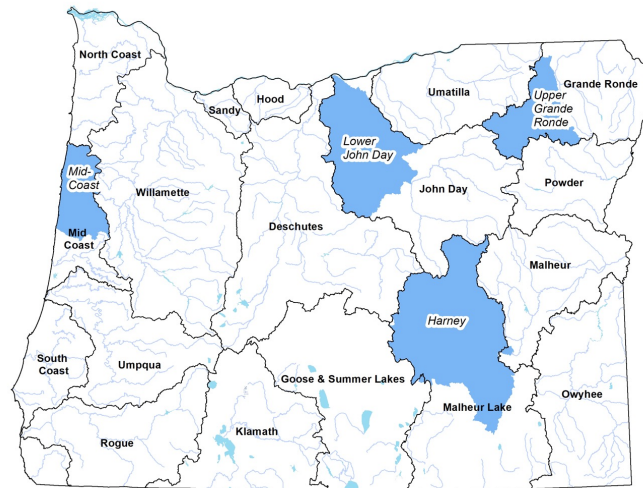 North Coast
Grande Ronde
Umatilla
Upper
Grande
Ronde
Hood
Sandy
Lower
John Day
Mid-
Coast
Willamette
John Day
Powder
Deschutes
Mid
Coast
Malheur
Harney
South
Coast
Umpqua
Goose & Summer Lakes
Owyhee
Malheur Lake
Klamath
Rogue